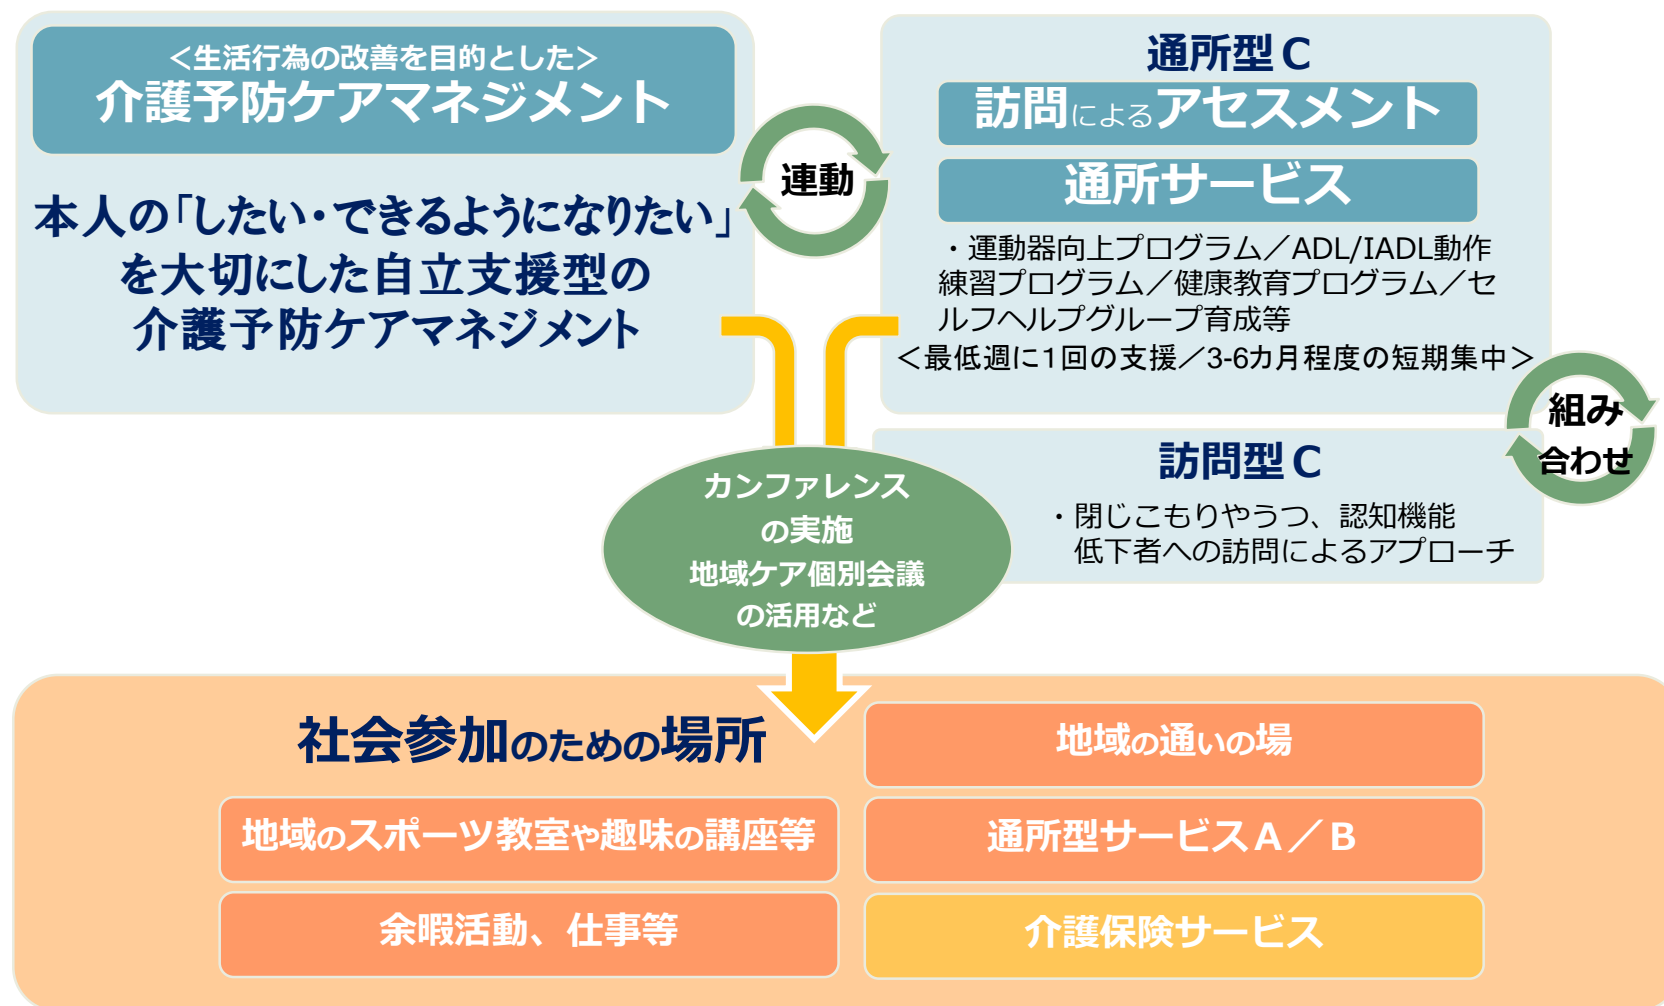 ＜生活行為の改善を目的とした＞
介護予防ケアマネジメント
本人の「したい・できるようになりたい」
を大切にした自立支援型の
介護予防ケアマネジメント
連動
通所型Ｃ
訪問によるアセスメント
通所サービス
・運動器向上プログラム／ADL/IADL動作
練習プログラム／健康教育プログラム／セ
ルフヘルプグループ育成等
＜最低週に１回の支援／3-6カ月程度の短期集中＞
組み
合わせ
訪問型Ｃ
・閉じこもりやうつ、認知機能
低下者への訪問によるアプローチ
カンファレンス
の実施
地域ケア個別会議
の活用など
社会参加のための場所
地域の通いの場
地域のスポーツ教室や趣味の講座等
通所型サービスＡ／Ｂ
余暇活動、仕事等
介護保険サービス